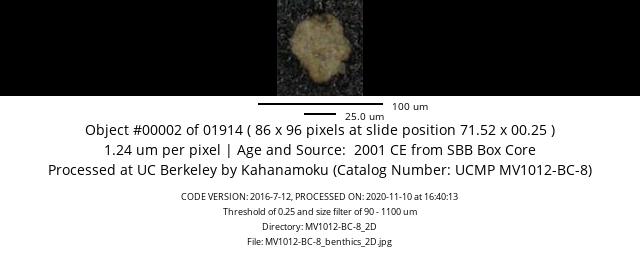 100 um
25.0 um
Object #00002 of 01914 ( 86 x 96 pixels at slide position 71.52 x 00.25 )
1.24 um per pixel | Age and Source:  2001 CE from SBB Box Core
Processed at UC Berkeley by Kahanamoku (Catalog Number: UCMP MV1012-BC-8)
CODE VERSION: 2016-7-12, PROCESSED ON: 2020-11-10 at 16:40:13
Threshold of 0.25 and size filter of 90 - 1100 um
Directory: MV1012-BC-8_2D
File: MV1012-BC-8_benthics_2D.jpg